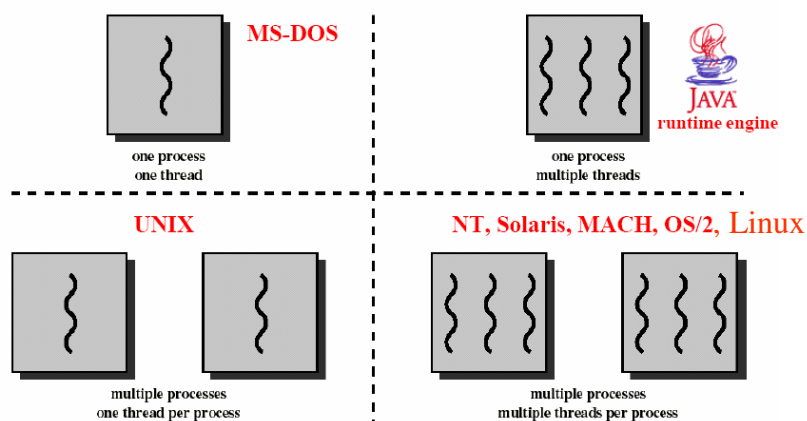 MS-DOS
one process
one thread
JAVA™
runtime engine
one process
multiple threads
UNIX
multiple processes
one thread per process
NT, Solaris, MACH, OS/2, Linux
multiple processes
multiple threads per process